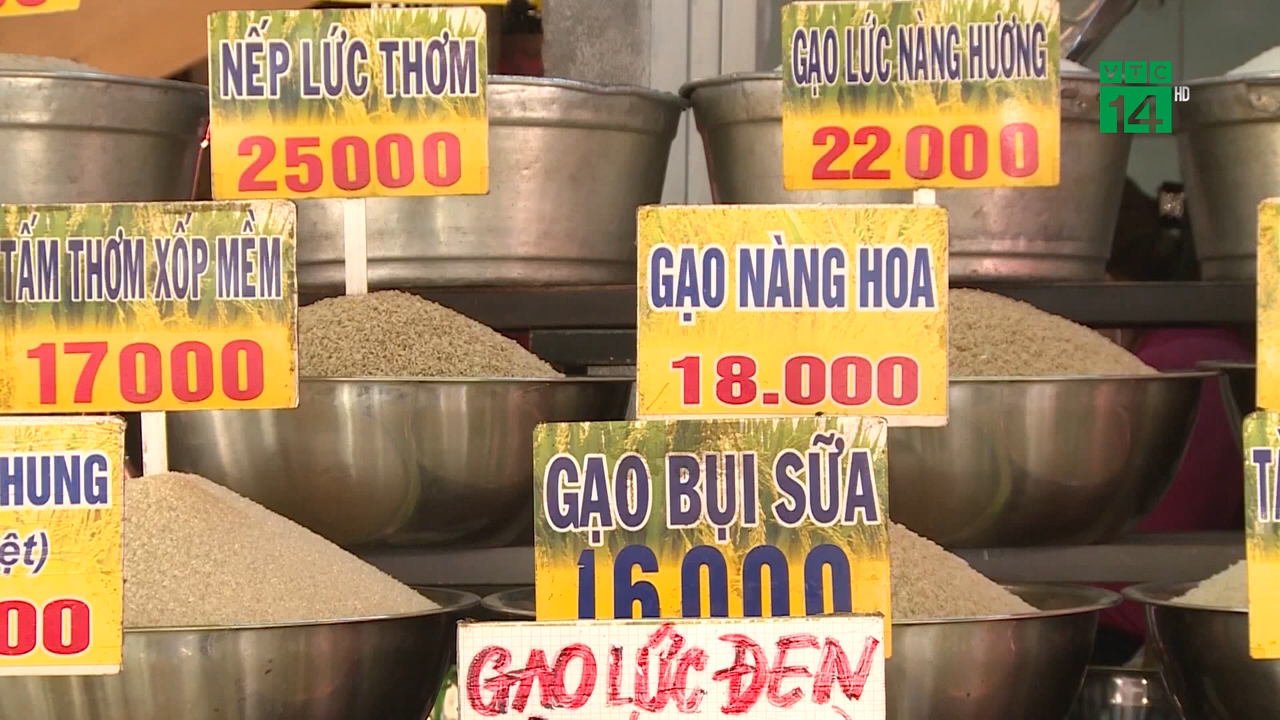 NẾP LỨC THƠM
25000
GẠO LỨC NÀNG HƯƠNG
22000
VTC
14
HD
TẤM THƠM XỐP MỀM
17000
GẠO NÀNG HOA
18.000
HUNG
ệt)
00
GẠO BỤI SỮA
16000
GẠO LỨC ĐEN